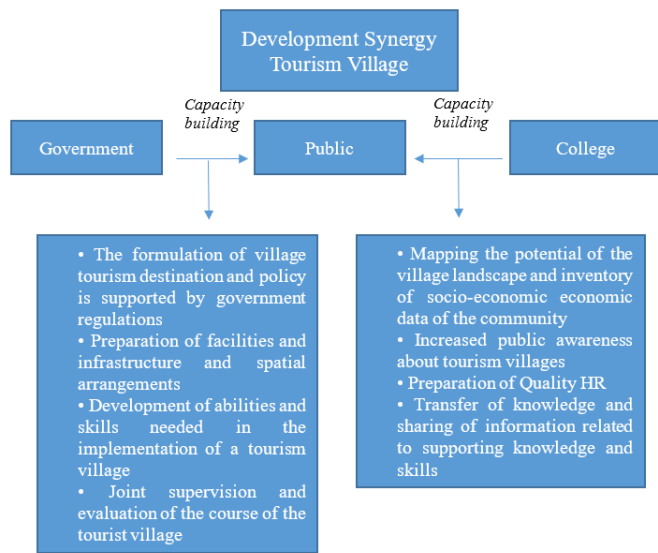 Development Synergy
Tourism Village
Capacity
building
Capacity
building
Government
Public
College
• The formulation of village
tourism destination and policy
is supported by government
regulations
• Preparation of facilities and
infrastructure and spatial
arrangements
• Development of abilities and
skills needed in the
implementation of a tourism
village
• Joint supervision and
evaluation of the course of the
tourist village
• Mapping the potential of the
village landscape and inventory
of socio-economic economic
data of the community
• Increased public awareness
about tourism villages
• Preparation of Quality HR
• Transfer of knowledge and
sharing of information related
to supporting knowledge and
skills